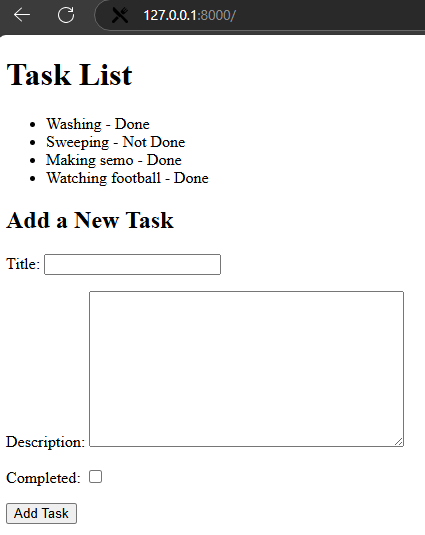 127.0.0.1:8000/
Task List
Washing - Done
Sweeping - Not Done
Making semo - Done
Watching football - Done
Add a New Task
Title:
Description:
Completed:
Add Task